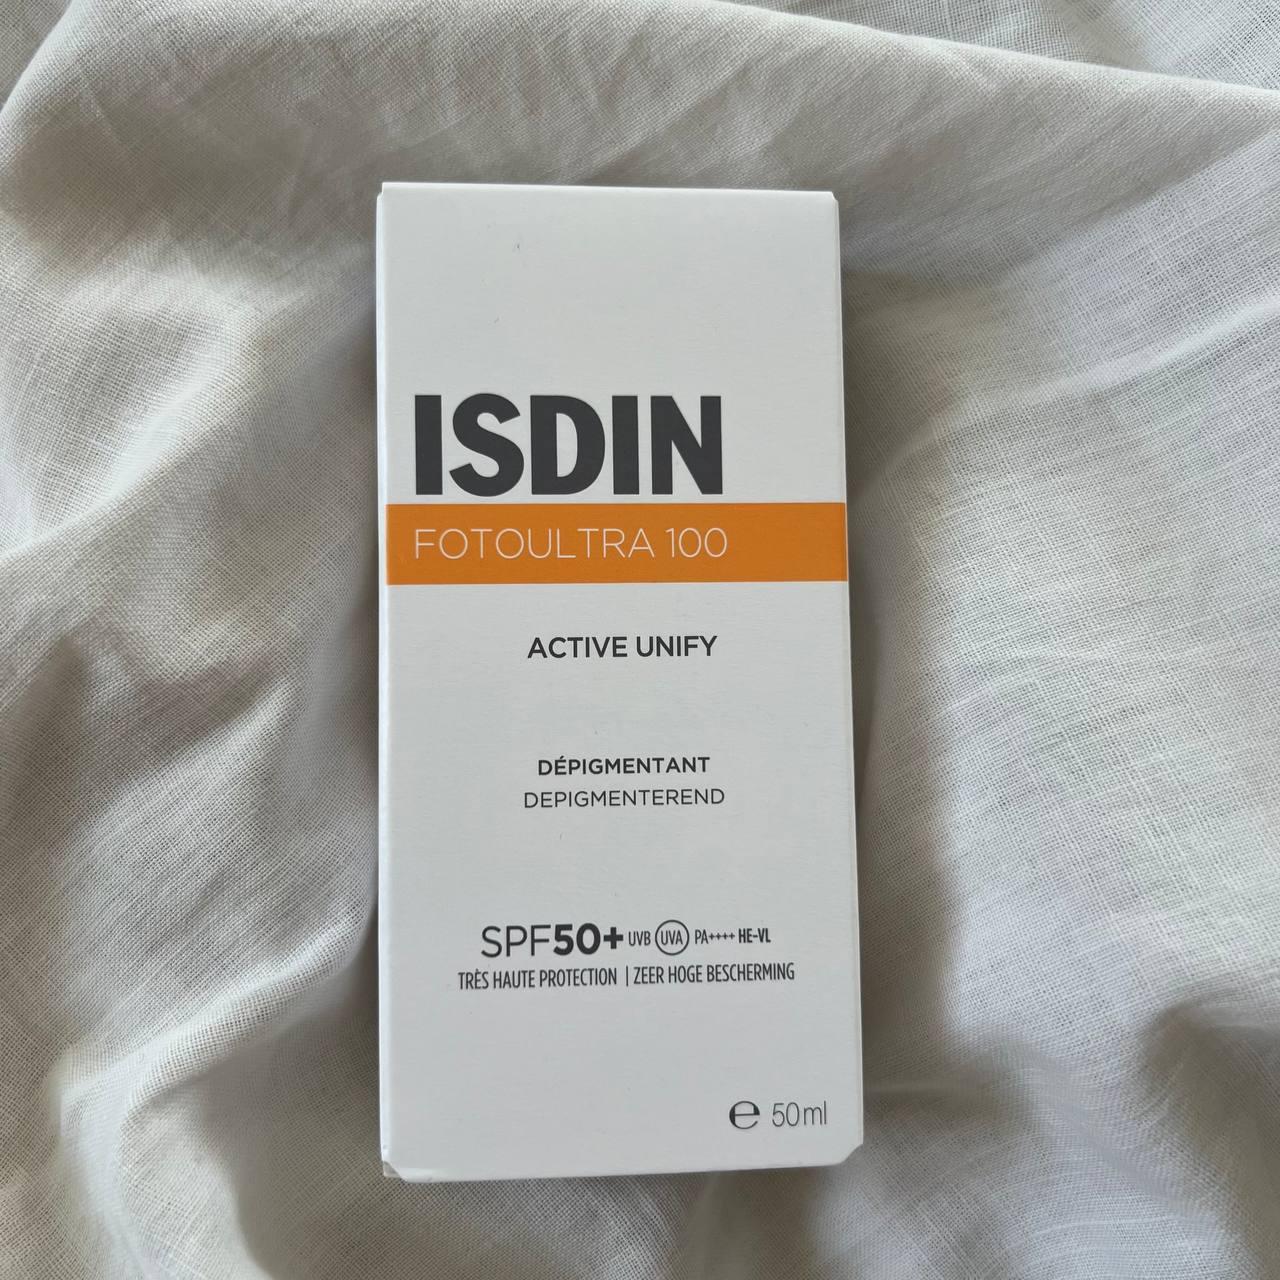 ISDIN
FOTOULTRA 100
ACTIVE UNIFY
DÉPIGMENTANT
DEPIGMENTEREND
SPF50+ UVB UVA PA++++ HE-VL
TRÈS HAUTE PROTECTION | ZEER HOGE BESCHERMING
℮ 50ml